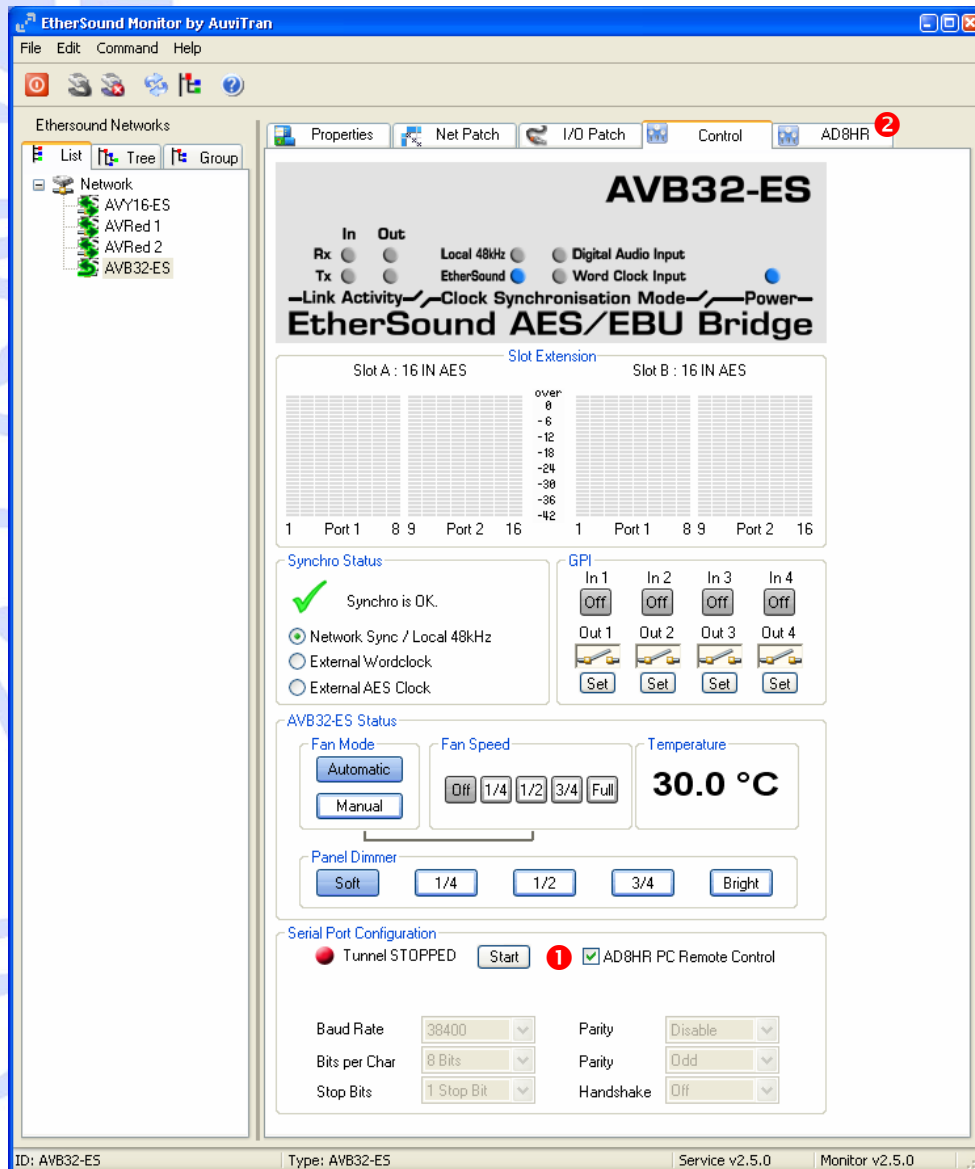 EtherSound Monitor by AuviTran
File Edit Command Help
Ethersound Networks
List Tree Group
Network
AVY16-ES
AVRed 1
AVRed 2
AVB32-ES
Properties Net Patch I/O Patch Control AD8HR 2
AVB32-ES
In Out
Rx Local 48kHz Digital Audio Input
Tx EtherSound Word Clock Input
Link Activity Clock Synchronisation Mode Power
EtherSound AES/EBU Bridge
Slot Extension
Slot A : 16 IN AES Slot B : 16 IN AES
over
0
-6
-12
-18
-24
-30
-36
-42
1 Port 1 8 9 Port 2 16 1 Port 1 8 9 Port 2 16
Synchro Status
Synchro is OK.
Network Sync / Local 48kHz
External Wordclock
External AES Clock
GPI
In 1 In 2 In 3 In 4
Off Off Off Off
Out 1 Out 2 Out 3 Out 4
Set Set Set Set
AVB32-ES Status
Fan Mode
Automatic
Manual
Fan Speed
Off 1/4 1/2 3/4 Full
Temperature
30.0 °C
Panel Dimmer
Soft 1/4 1/2 3/4 Bright
Serial Port Configuration
Tunnel STOPPED Start 1 AD8HR PC Remote Control
Baud Rate 38400 Parity Disable
Bits per Char 8 Bits Parity Odd
Stop Bits 1 Stop Bit Handshake Off
ID: AVB32-ES Type: AVB32-ES Service v2.5.0 Monitor v2.5.0